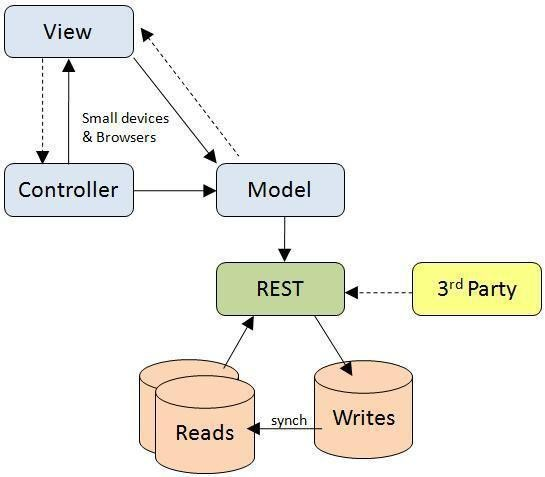 View
Small devices
& Browsers
Controller
Model
REST
3rd Party
Reads
synch
Writes